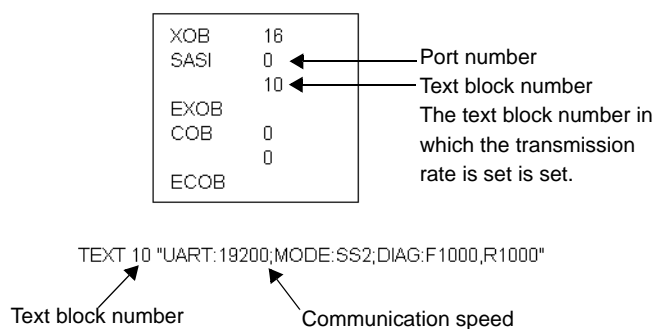 XOB 16
SASI 0
10
EXOB
COB 0
0
ECOB
Port number
Text block number
The text block number in
which the transmission
rate is set is set.
TEXT 10 "UART:19200;MODE:SS2;DIAG:F1000,R1000"
Text block number
Communication speed